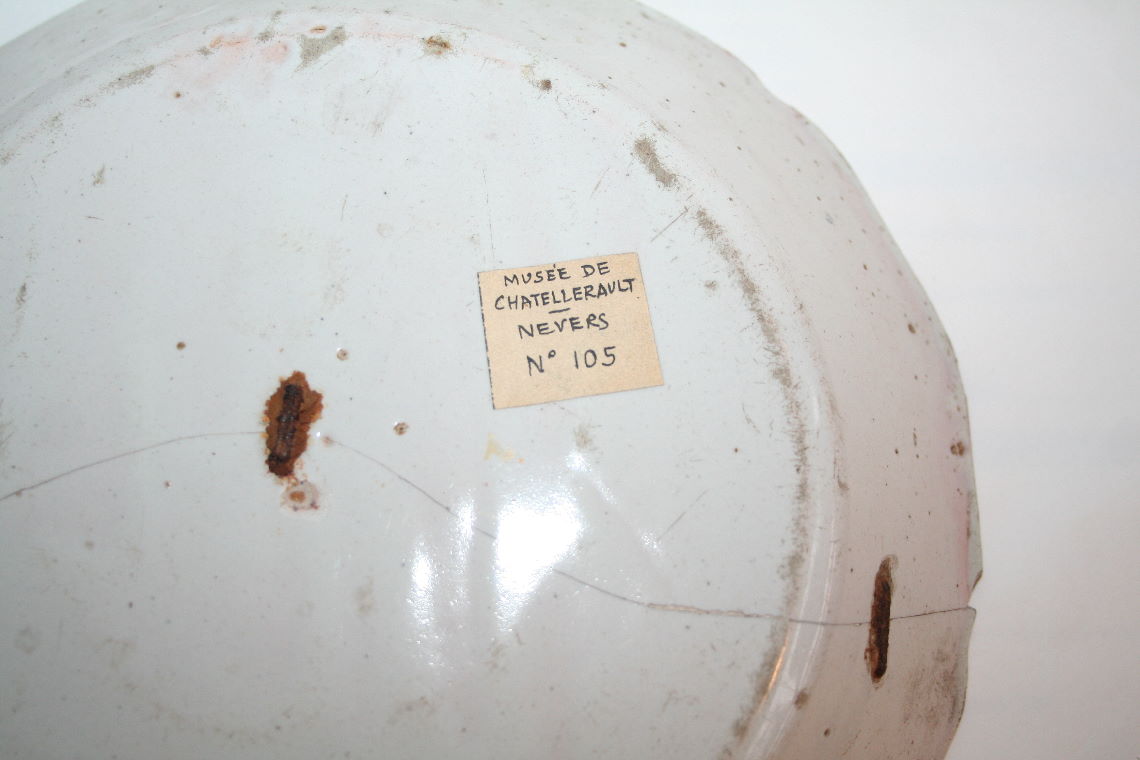 MUSÉE DE
CHATELLERAULT
NEVERS
N° 105